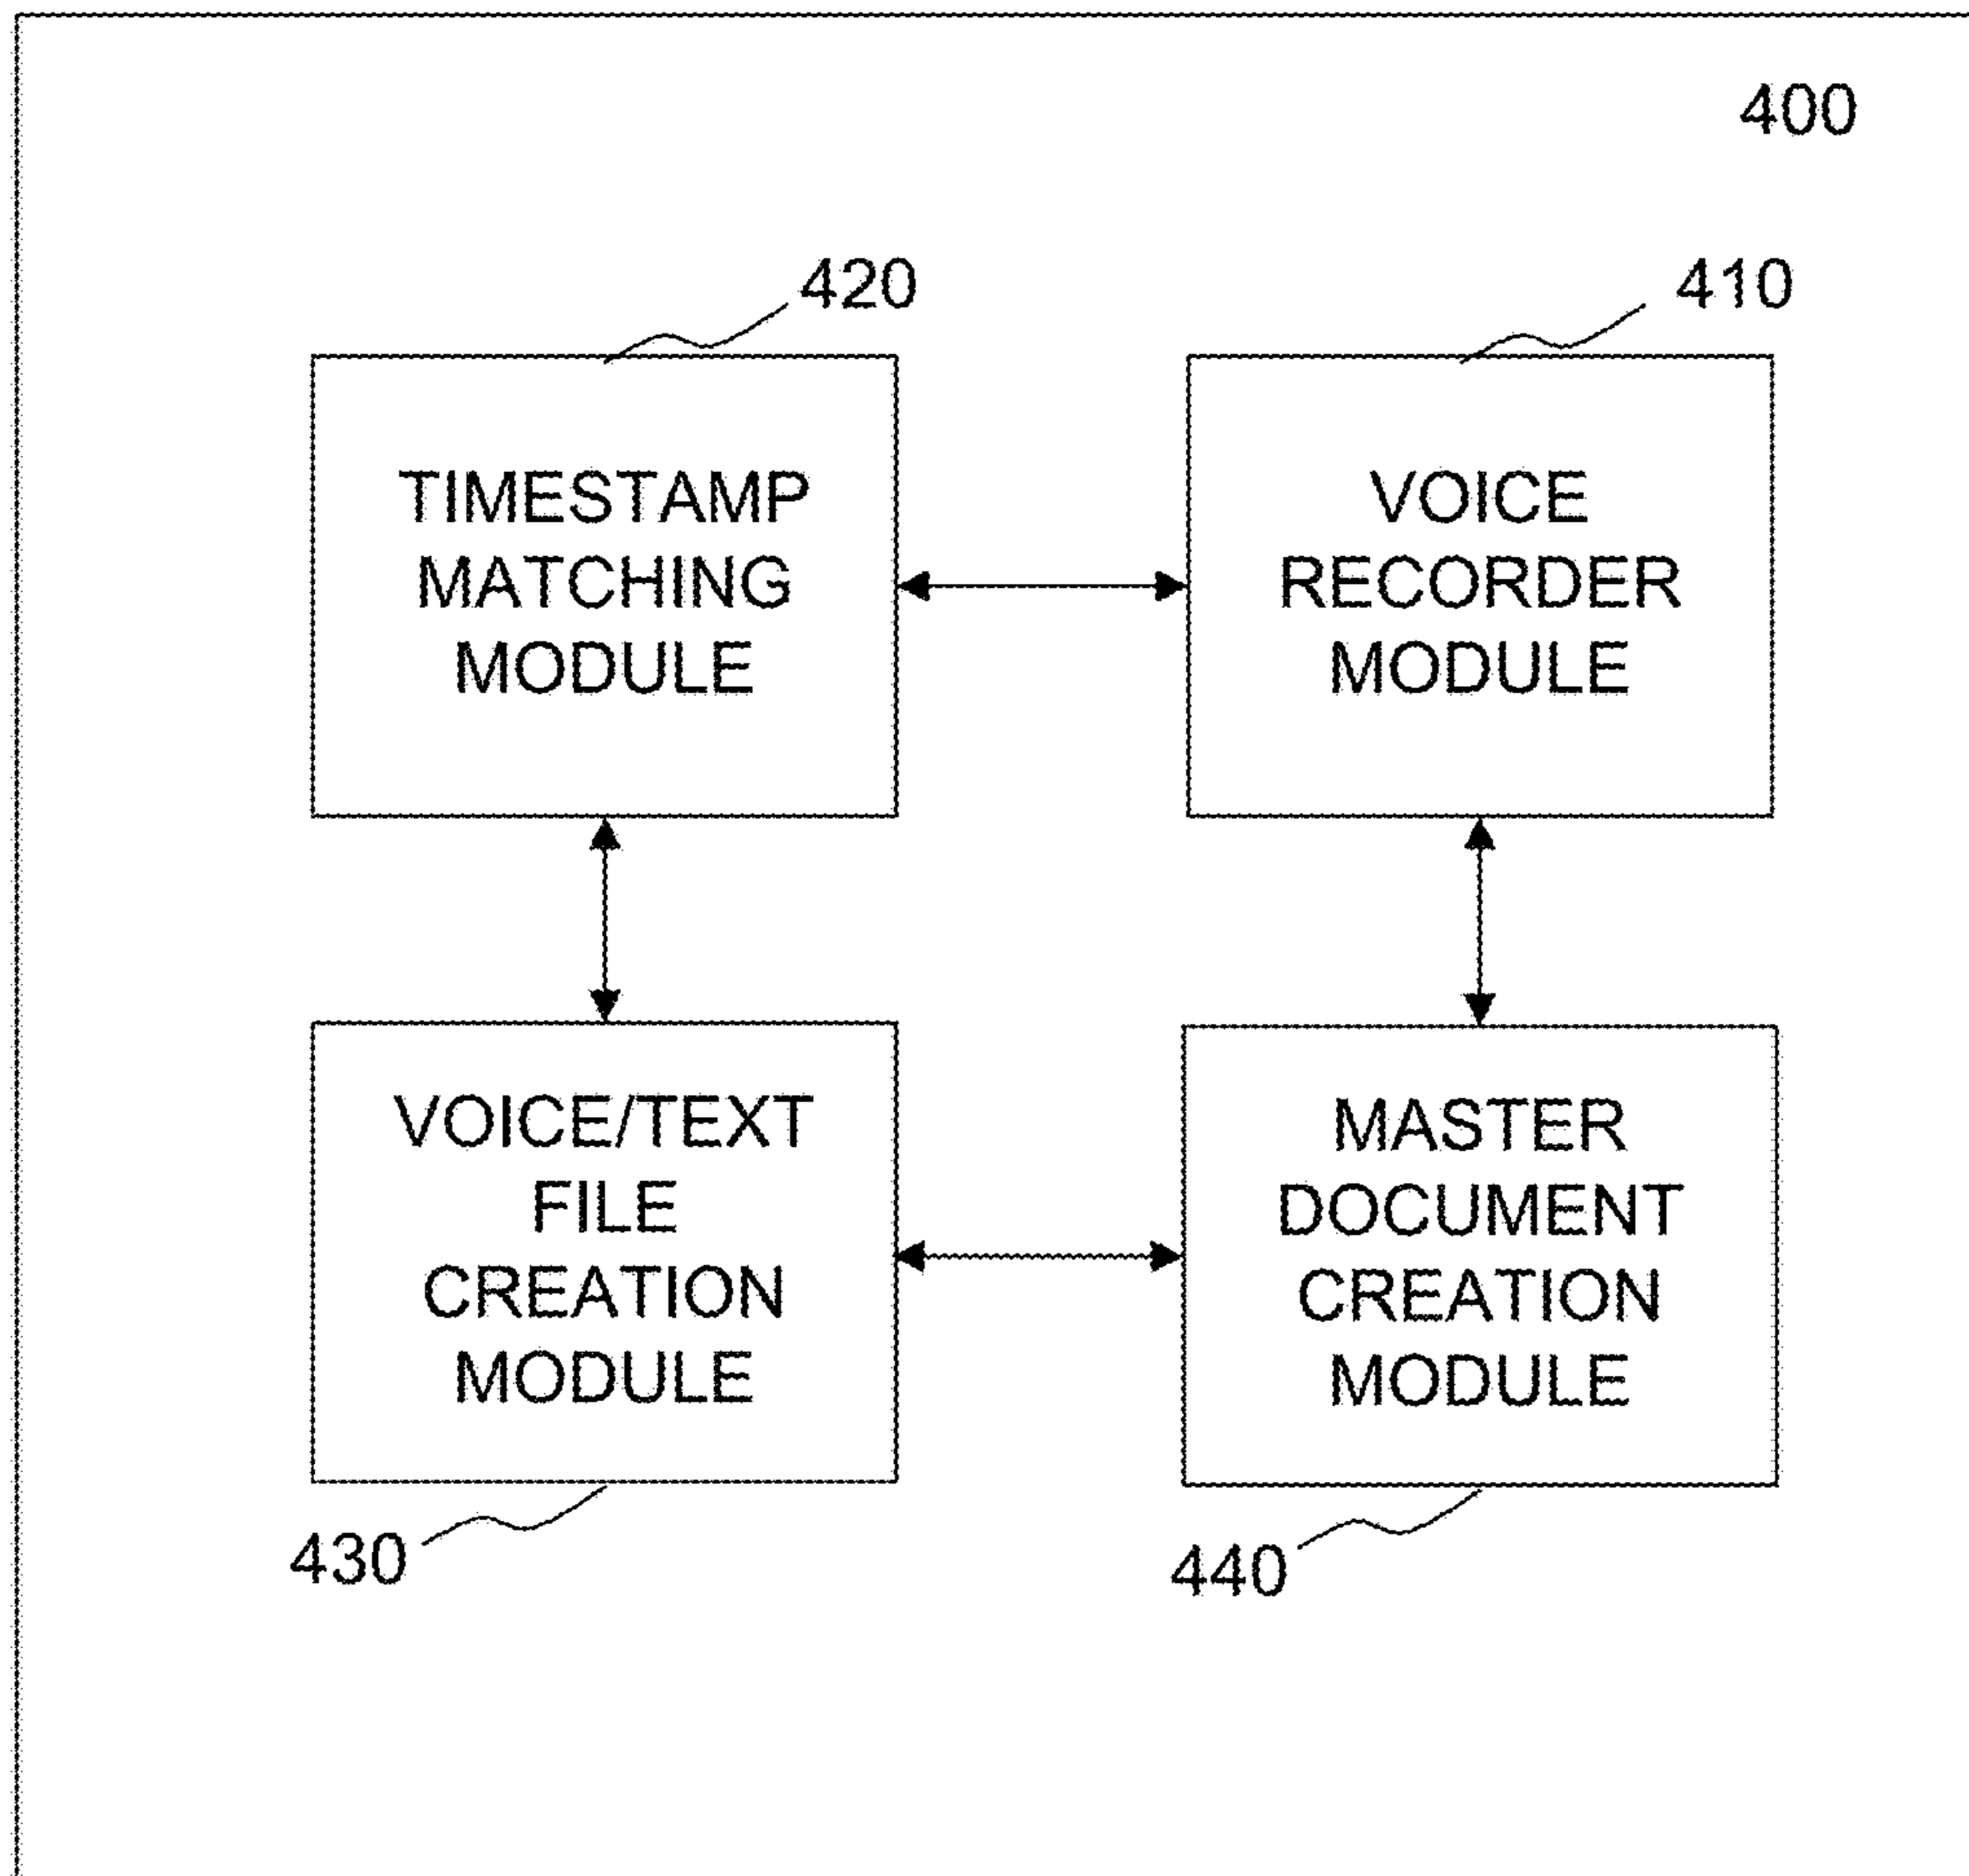 400
420
410
TIMESTAMP
MATCHING
MODULE
VOICE
RECORDER
MODULE
VOICE/TEXT
FILE
CREATION
MODULE
MASTER
DOCUMENT
CREATION
MODULE
430
440